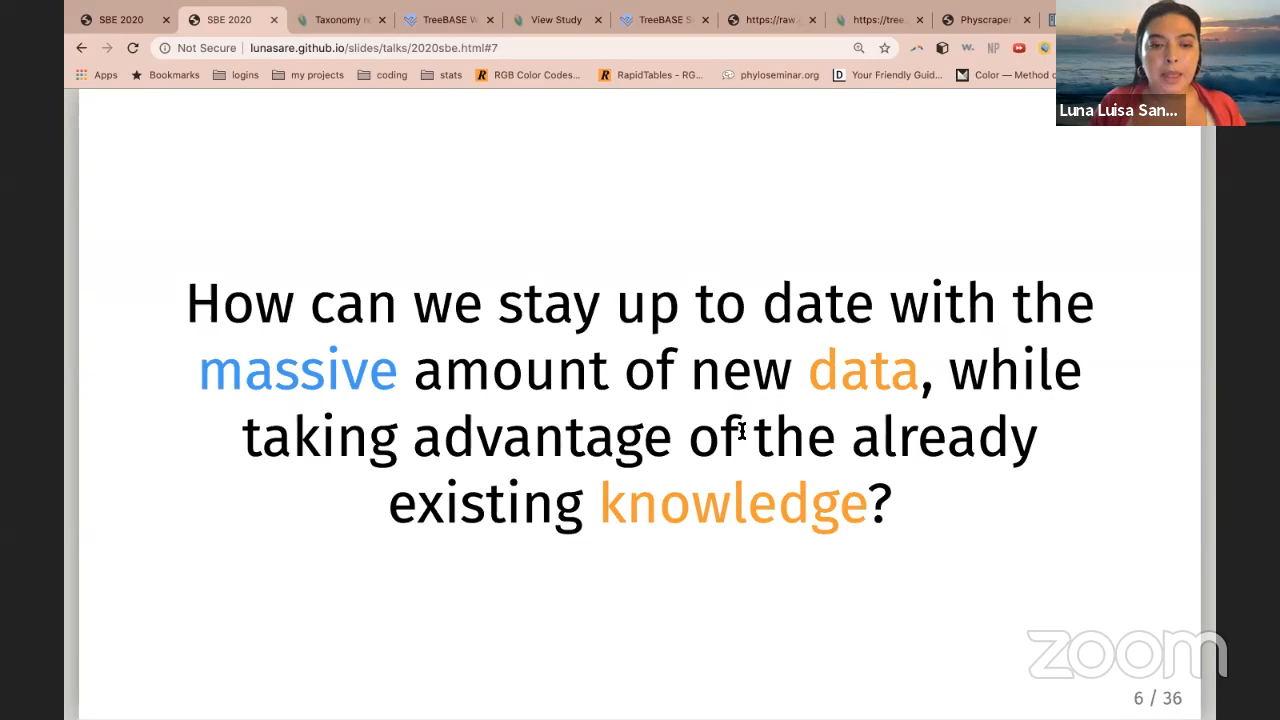 SBE 2020
SBE 2020
Taxonomy re
TreeBASE W
View Study
TreeBASE S
https://raw.
https://tree.
Physcraper
Not Secure
lunasare.github.io/slides/talks/2020sbe.html#7
Apps
Bookmarks
logins
my projects
coding
stats
RGB Color Codes...
RapidTables - RG...
phyloseminar.org
Your Friendly Guid...
Color — Method o
Luna Luisa San...
How can we stay up to date with the
massive amount of new data, while
taking advantage of the already
existing knowledge?
zoom
6 / 36